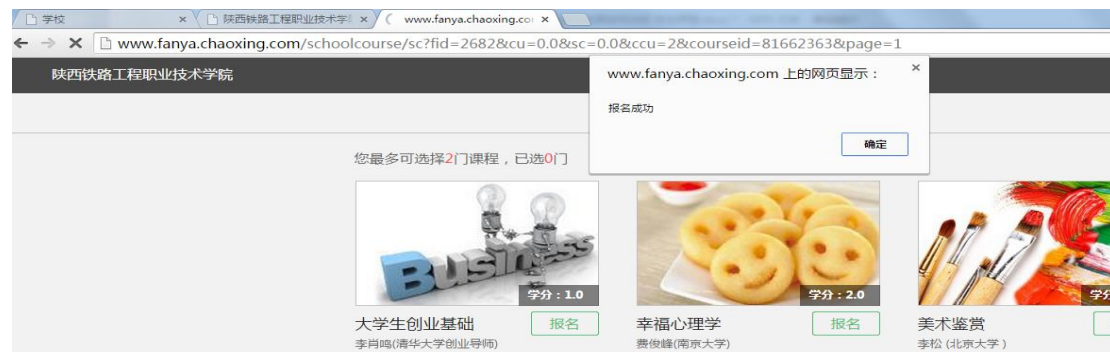 学校
陕西铁路工程职业技术学
www.fanya.chaoxing.co
www.fanya.chaoxing.com/schoolcourse/sc?fid=2682&cu=0.0&sc=0.0&ccu=2&courseid=81662363&page=1
陕西铁路工程职业技术学院
www.fanya.chaoxing.com 上的网页显示：
报名成功
确定
您最多可选择2门课程，已选0门
Business
学分：1.0
学分：2.0
学分
大学生创业基础
报名
幸福心理学
报名
美术鉴赏
李肖鸣(清华大学创业导师)
费俊峰(南京大学)
李松 (北京大学 )